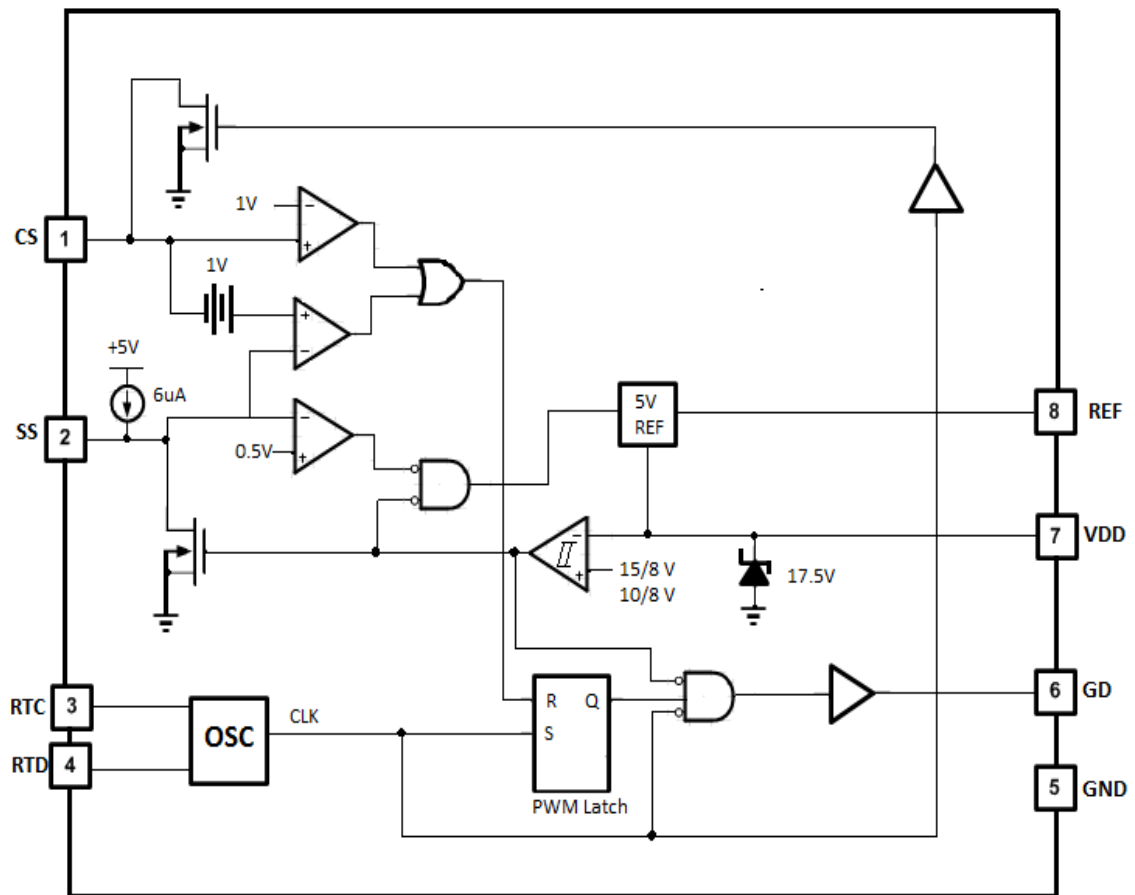 1V
−
+
CS
1
1V
+
−
+5V
6uA
SS
2
−
0.5V
+
5V
REF
8
REF
−
+
15/8 V
10/8 V
17.5V
7
VDD
RTC
3
RTD
4
OSC
CLK
R
Q
S
PWM Latch
6
GD
5
GND